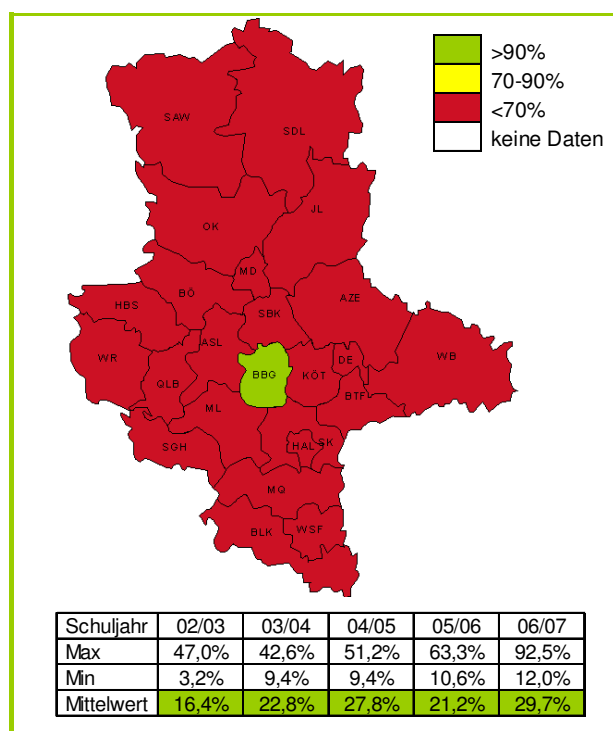 >90%
70-90%
<70%
keine Daten
SAW
SDL
JL
OK
MD
BÖ
HBS
SBK
AZE
ASL
WR
QLB
BBG
KÖT
DE
WB
BTF
ML
SGH
HAL
SK
MQ
BLK
WSF
Schuljahr 02/03 03/04 04/05 05/06 06/07
Max 47,0% 42,6% 51,2% 63,3% 92,5%
Min 3,2% 9,4% 9,4% 10,6% 12,0%
Mittelwert 16,4% 22,8% 27,8% 21,2% 29,7%